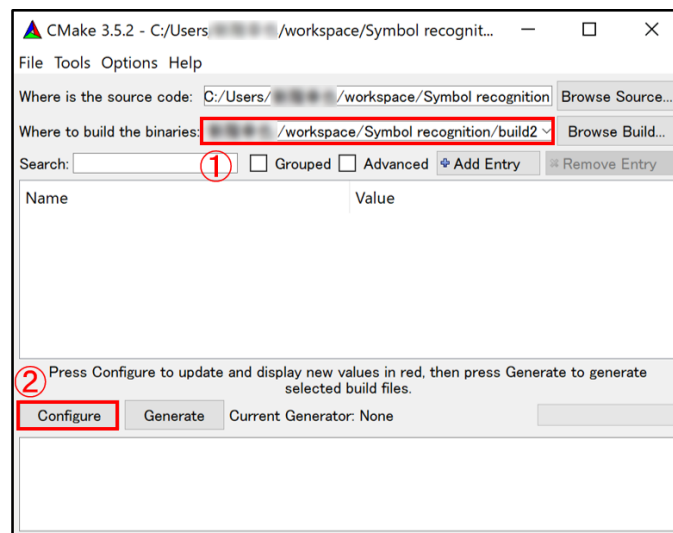 CMake 3.5.2 - C:/Users/ /workspace/Symbol recognit...
File Tools Options Help
Where is the source code: C:/Users/ /workspace/Symbol recognition Browse Source...
Where to build the binaries: /workspace/Symbol recognition/build2 Browse Build...
Search: ① Grouped Advanced Add Entry Remove Entry
Name Value
② Press Configure to update and display new values in red, then press Generate to generate
selected build files.
Configure Generate Current Generator: None